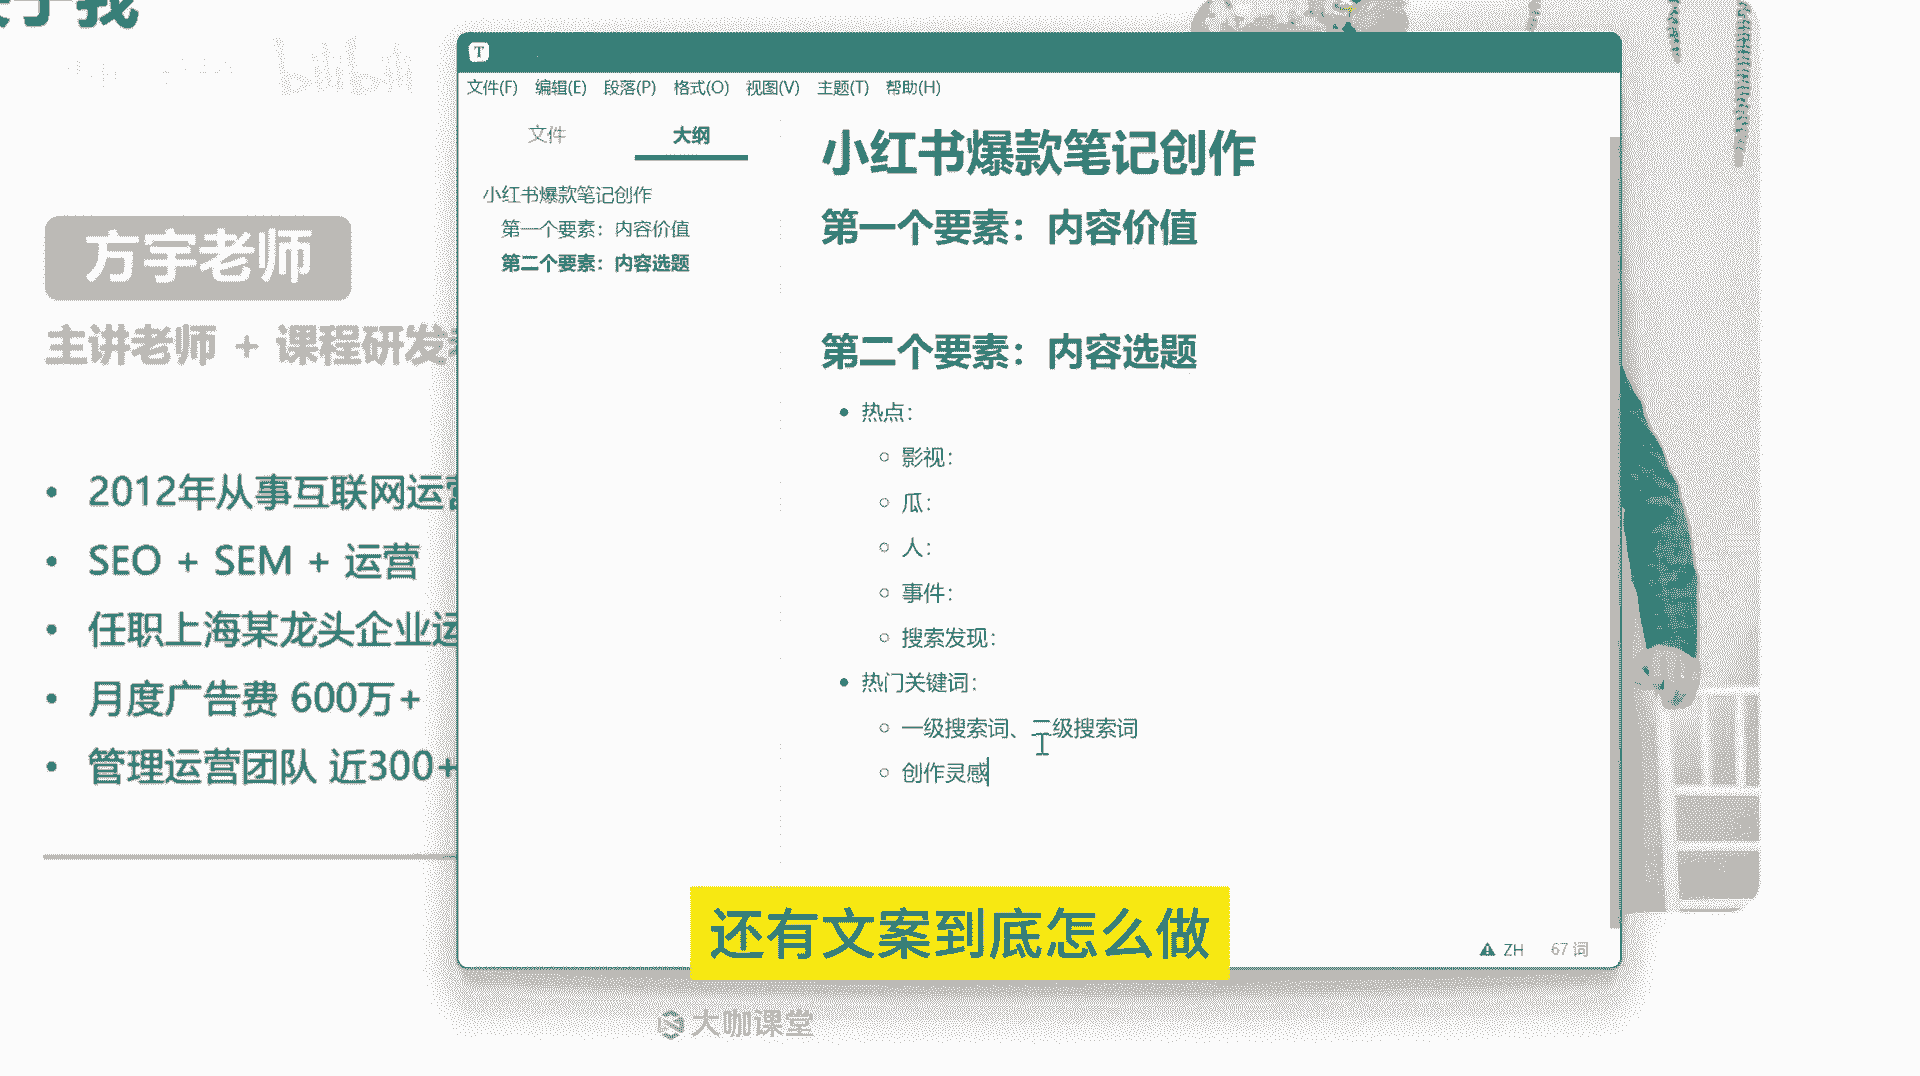 于我
bilibili
方宇老师
主讲老师 + 课程研发
2012年从事互联网运营
SEO + SEM + 运营
任职上海某龙头企业运
月度广告费 600万+
管理运营团队 近300+
T
文件(F) 编辑(E) 段落(P) 格式(O) 视图(V) 主题(T) 帮助(H)
文件 大纲
小红书爆款笔记创作
第一个要素：内容价值
第二个要素：内容选题
小红书爆款笔记创作
第一个要素：内容价值
第二个要素：内容选题
热点：
影视：
瓜：
人：
事件：
搜索发现：
热门关键词：
一级搜索词、二级搜索词
创作灵感
ZH 67 词
还有文案到底怎么做
大咖课堂